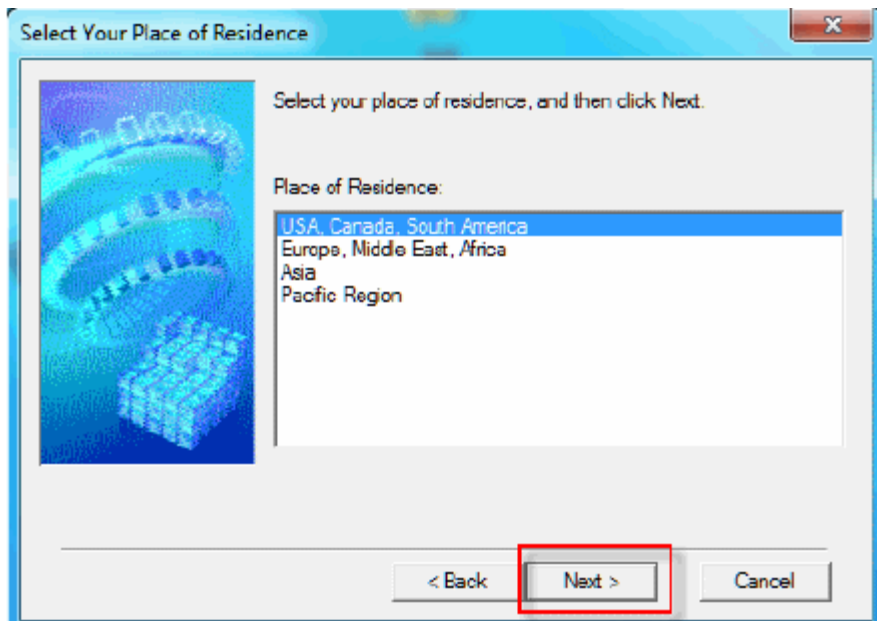 Select Your Place of Residence
Select your place of residence, and then click Next.
Place of Residence:
USA, Canada, South America
Europe, Middle East, Africa
Asia
Pacific Region
< Back
Next >
Cancel